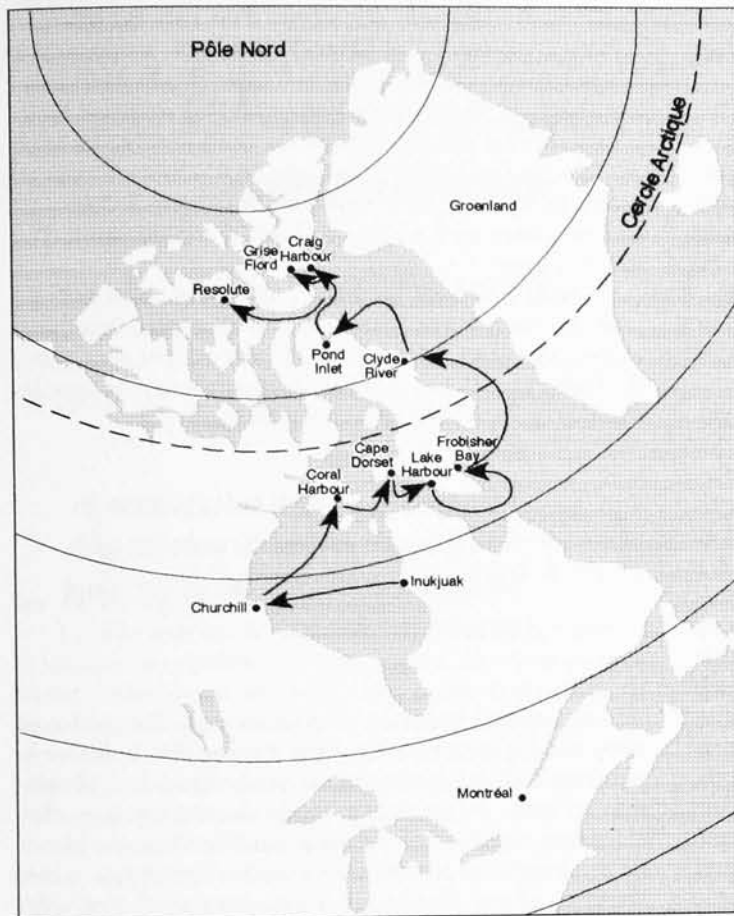 Pôle Nord
Cercle Arctique
Groenland
Craig
Harbour
Grise
Fiord
Resolute
Pond
Inlet
Clyde
River
Cape
Dorset
Frobisher
Bay
Lake
Harbour
Coral
Harbour
Inukjuak
Churchill
Montréal